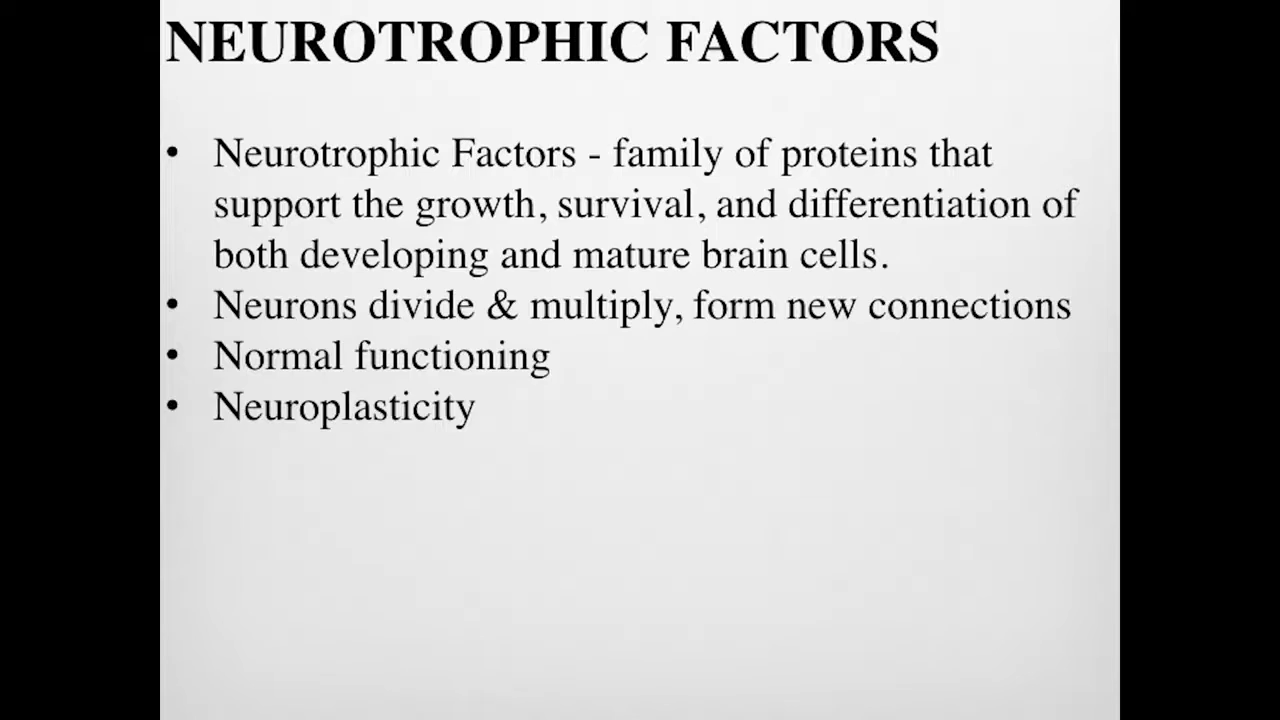 NEUROTROPHIC FACTORS
• Neurotrophic Factors - family of proteins that
support the growth, survival, and differentiation of
both developing and mature brain cells.
• Neurons divide & multiply, form new connections
• Normal functioning
• Neuroplasticity